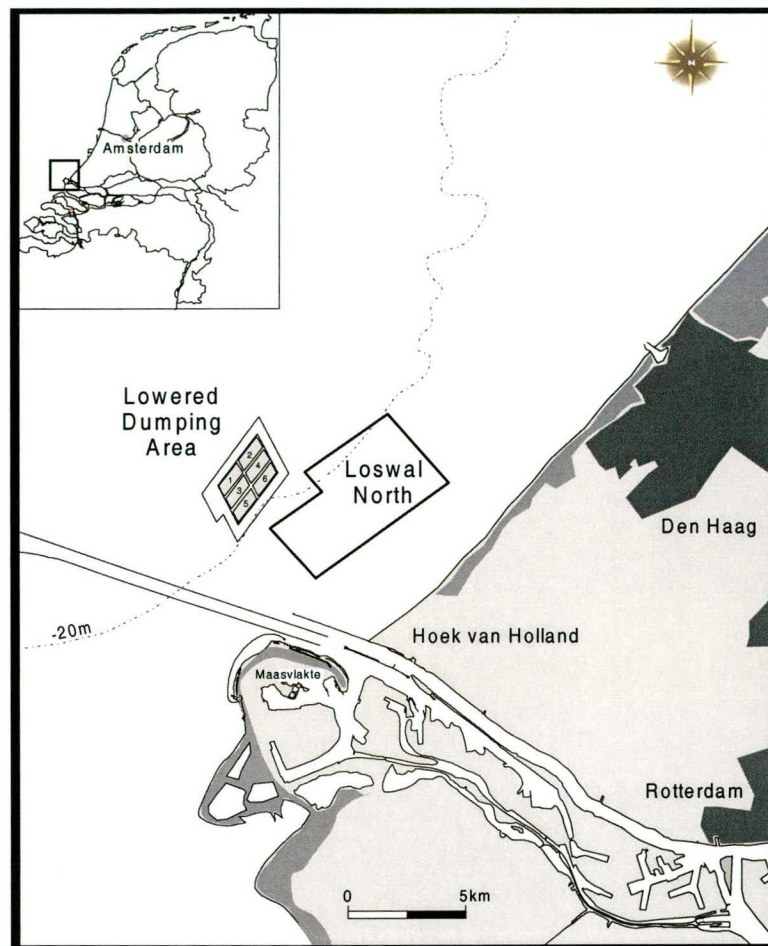 N
Amsterdam
Lowered
Dumping
Area
2
1
4
3
6
5
Loswal
North
Den Haag
-20m
Hoek van Holland
Maasvlakte
Rotterdam
0
5km